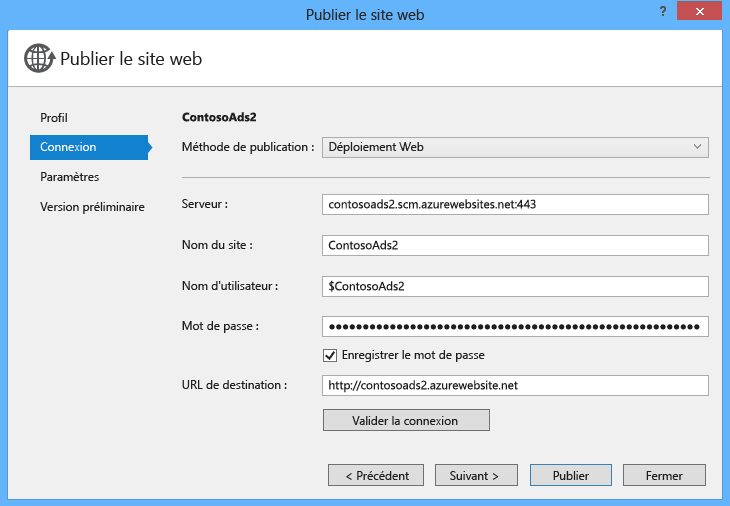 Publier le site web
?
Publier le site web
Profil
Connexion
Paramètres
Version préliminaire
ContosoAds2
Méthode de publication : Déploiement Web
Serveur : contosoads2.scm.azurewebsites.net:443
Nom du site : ContosoAds2
Nom d'utilisateur : $ContosoAds2
Mot de passe : ●●●●●●●●●●●●●●●●●●●●●●●●●●●●●●●●●●●●●●●●●●●●●●●●●●●●●●●
Enregistrer le mot de passe
URL de destination : http://contosoads2.azurewebsite.net
Valider la connexion
< Précédent Suivant > Publier Fermer